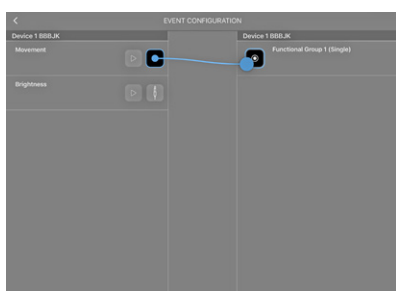 EVENT CONFIGURATION
Device 1 BBBJK
Device 1 BBBJK
Movement
Functional Group 1 (Single)
Brightness